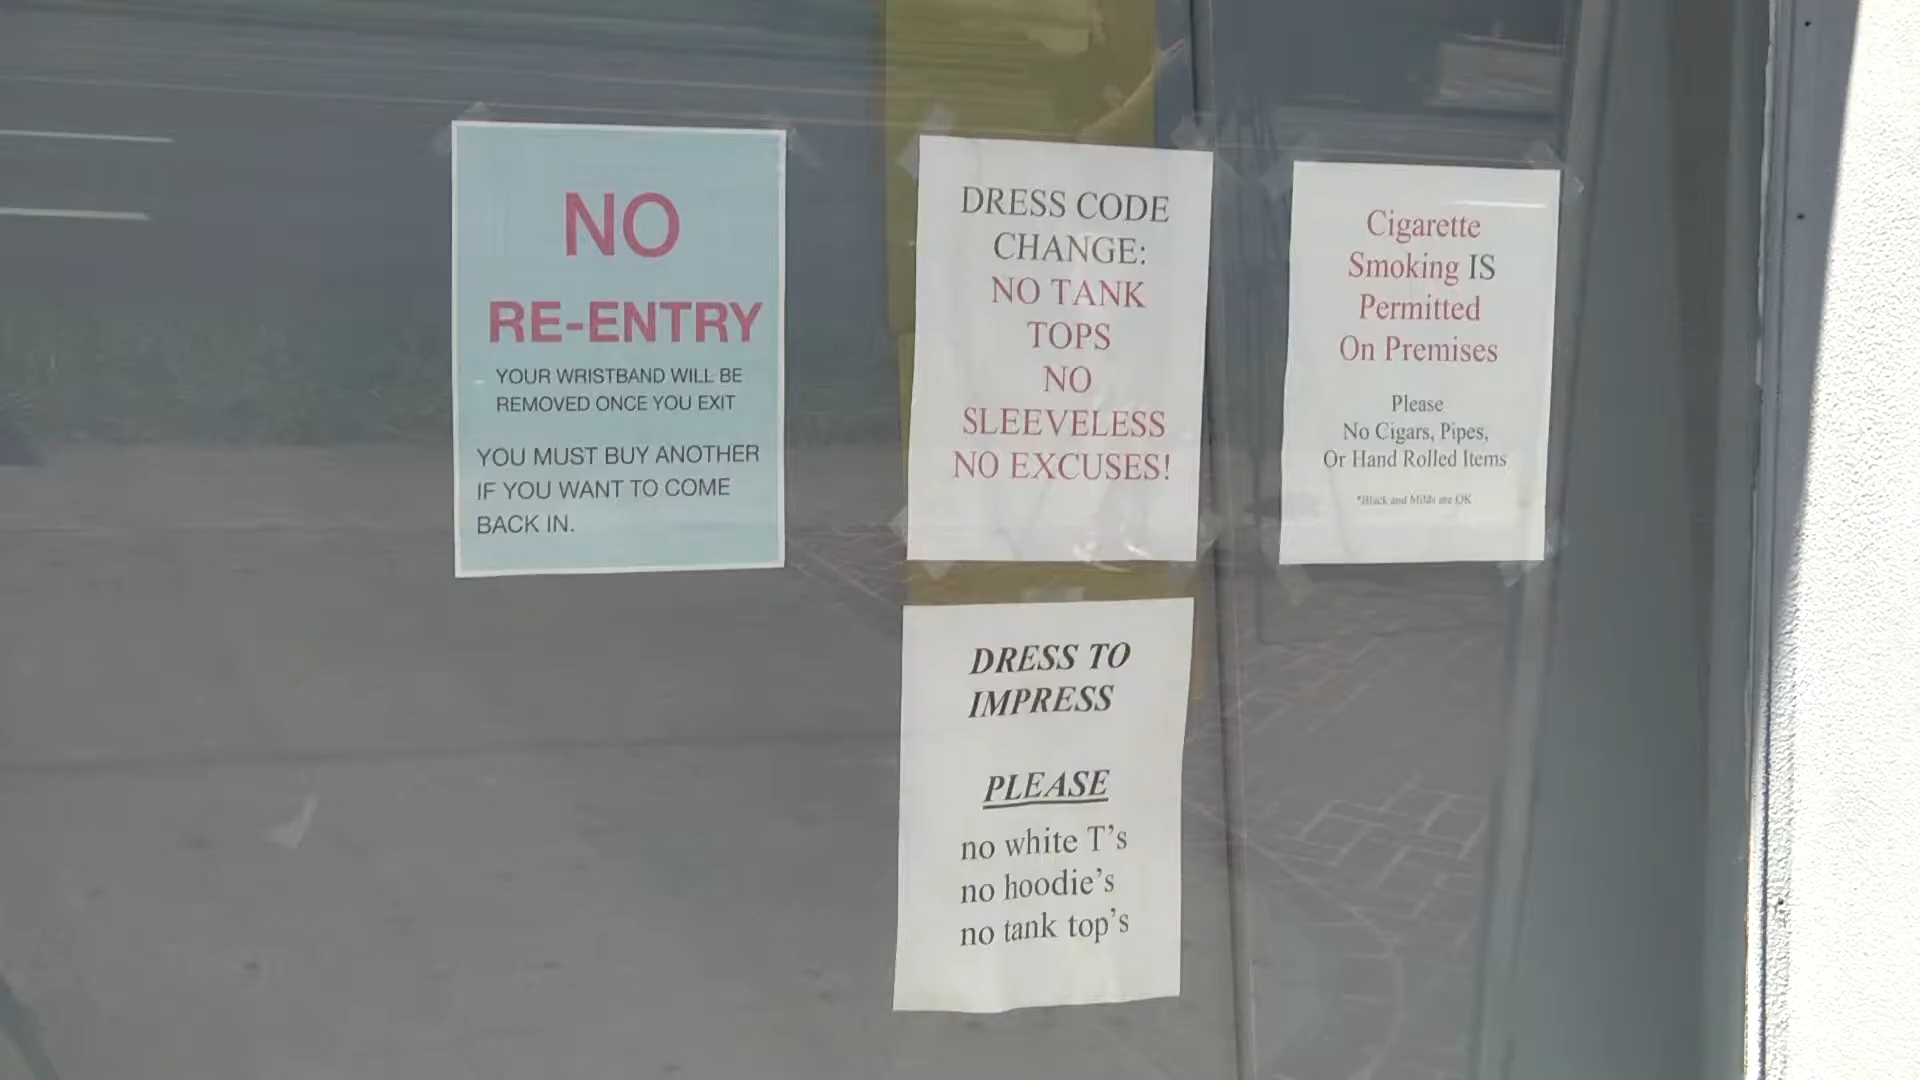 NO
RE-ENTRY
YOUR WRISTBAND WILL BE
REMOVED ONCE YOU EXIT
YOU MUST BUY ANOTHER
IF YOU WANT TO COME
BACK IN.
DRESS CODE
CHANGE:
NO TANK
TOPS
NO
SLEEVELESS
NO EXCUSES!
Cigarette
Smoking IS
Permitted
On Premises
Please
No Cigars, Pipes,
Or Hand Rolled Items
*Black and Milds are OK
DRESS TO
IMPRESS
PLEASE
no white T's
no hoodie's
no tank top's